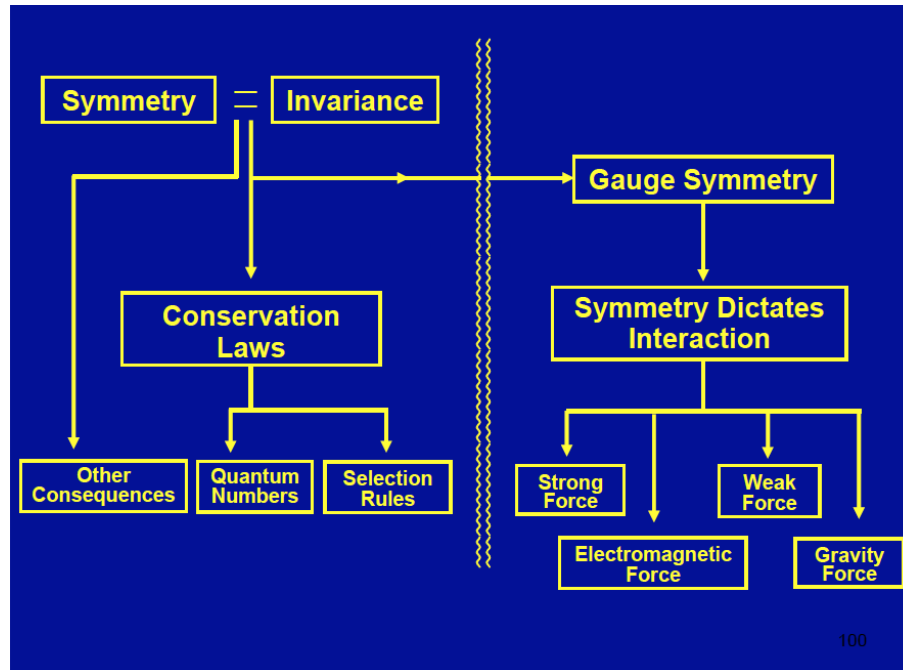 Symmetry = Invariance
Gauge Symmetry
Conservation
Laws
Symmetry Dictates
Interaction
Other
Consequences
Quantum
Numbers
Selection
Rules
Strong
Force
Weak
Force
Electromagnetic
Force
Gravity
Force
100